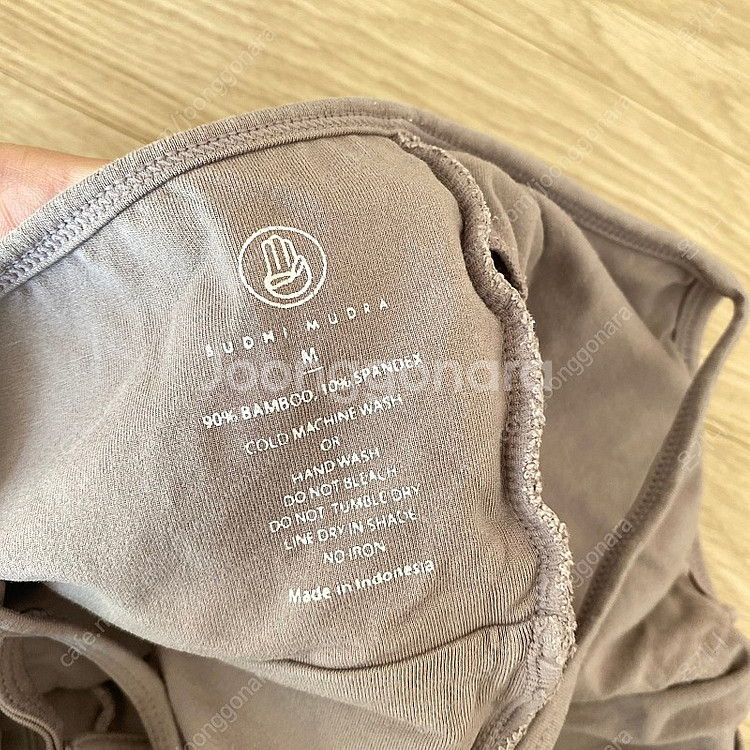 BUDHI MUDRA
M
90% BAMBOO, 10% SPANDEX
COLD MACHINE WASH
OR
HAND WASH
DO NOT BLEACH
DO NOT TUMBLE DRY
LINE DRY IN SHADE
NO IRON
Made in Indonesia
Joonggonara